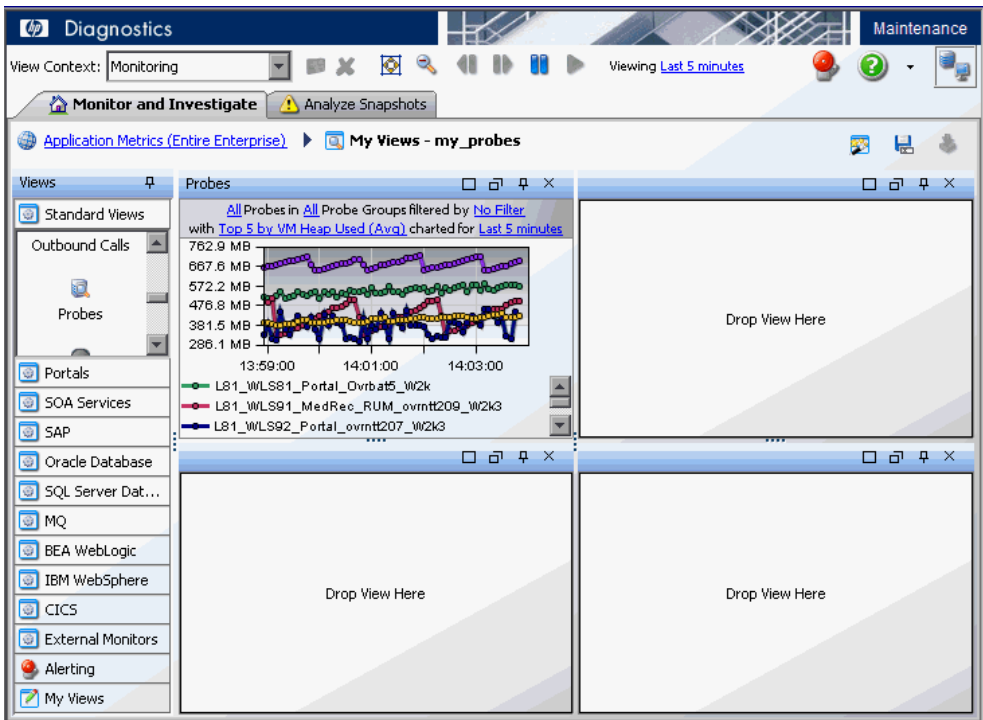 hp Diagnostics Maintenance
View Context: Monitoring Viewing Last 5 minutes
Monitor and Investigate Analyze Snapshots
Application Metrics (Entire Enterprise) My Views - my_probes
Views
Standard Views
Outbound Calls
Probes
Portals
SOA Services
SAP
Oracle Database
SQL Server Dat...
MQ
BEA WebLogic
IBM WebSphere
CICS
External Monitors
Alerting
My Views
Probes
All Probes in All Probe Groups filtered by No Filter
with Top 5 by VM Heap Used (Avg) charted for Last 5 minutes
762.9 MB
667.6 MB
572.2 MB
476.8 MB
381.5 MB
286.1 MB
13:59:00 14:01:00 14:03:00
L81_WLS81_Portal_Ovrbatt5_W2k
L81_WLS91_MedRec_RUM_ovrntt209_W2k3
L81_WLS92_Portal_ovrntt207_W2k3
Drop View Here
Drop View Here
Drop View Here